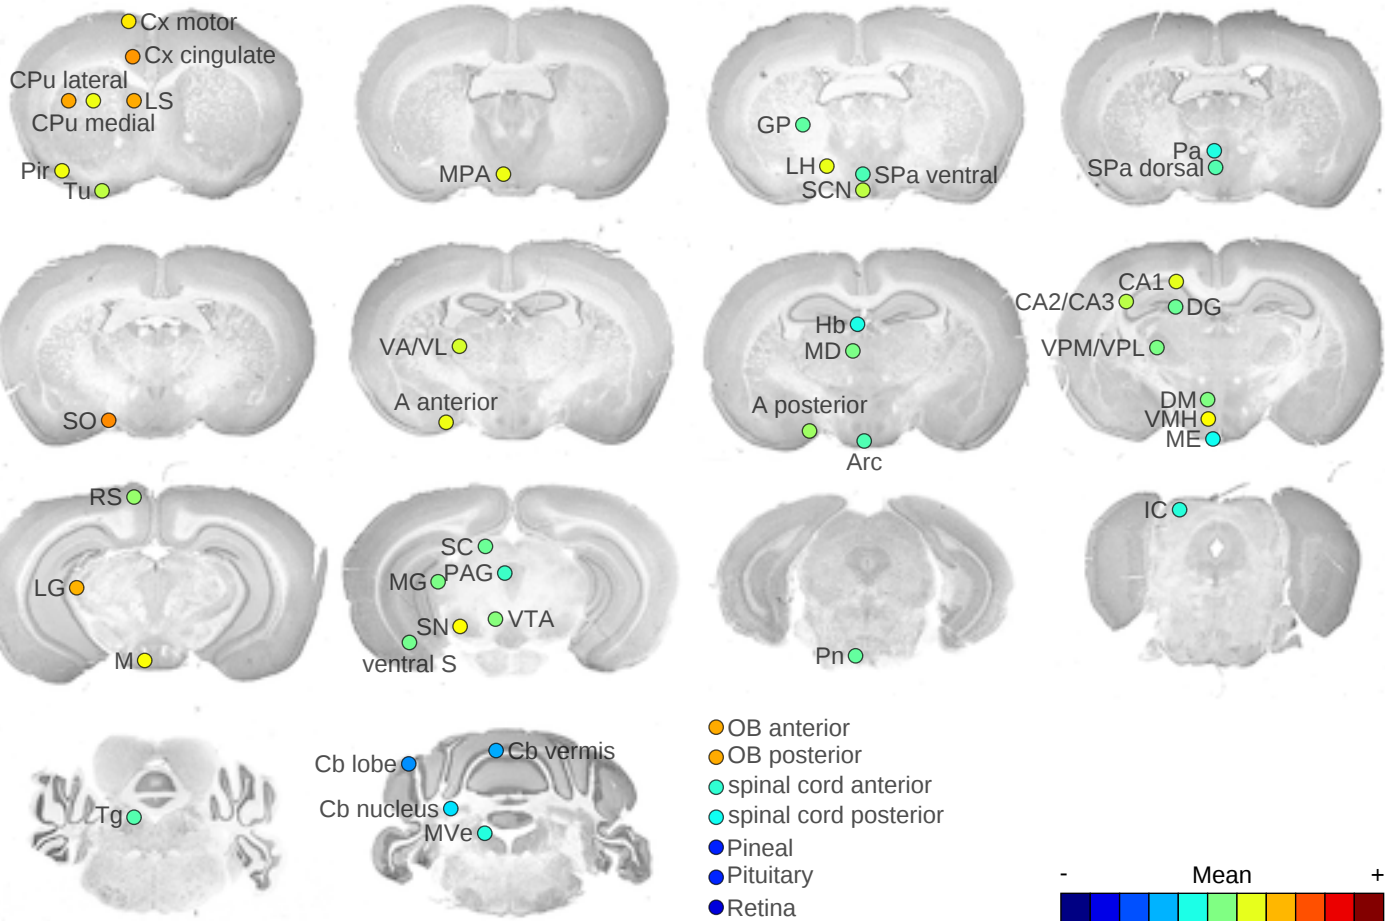 Cx motor
Cx cingulate
CPu lateral
LS
CPu medial
Pir
Tu
MPA
GP
LH
SPa ventral
SCN
Pa
SPa dorsal
SO
VA/VL
A anterior
Hb
MD
A posterior
Arc
CA1
CA2/CA3
DG
VPM/VPL
DM
VMH
ME
RS
LG
M
SC
PAG
MG
VTA
SN
ventral S
Pn
IC
Tg
Cb vermis
Cb lobe
Cb nucleus
MVe
OB anterior
OB posterior
spinal cord anterior
spinal cord posterior
Pineal
Pituitary
Retina
- Mean +